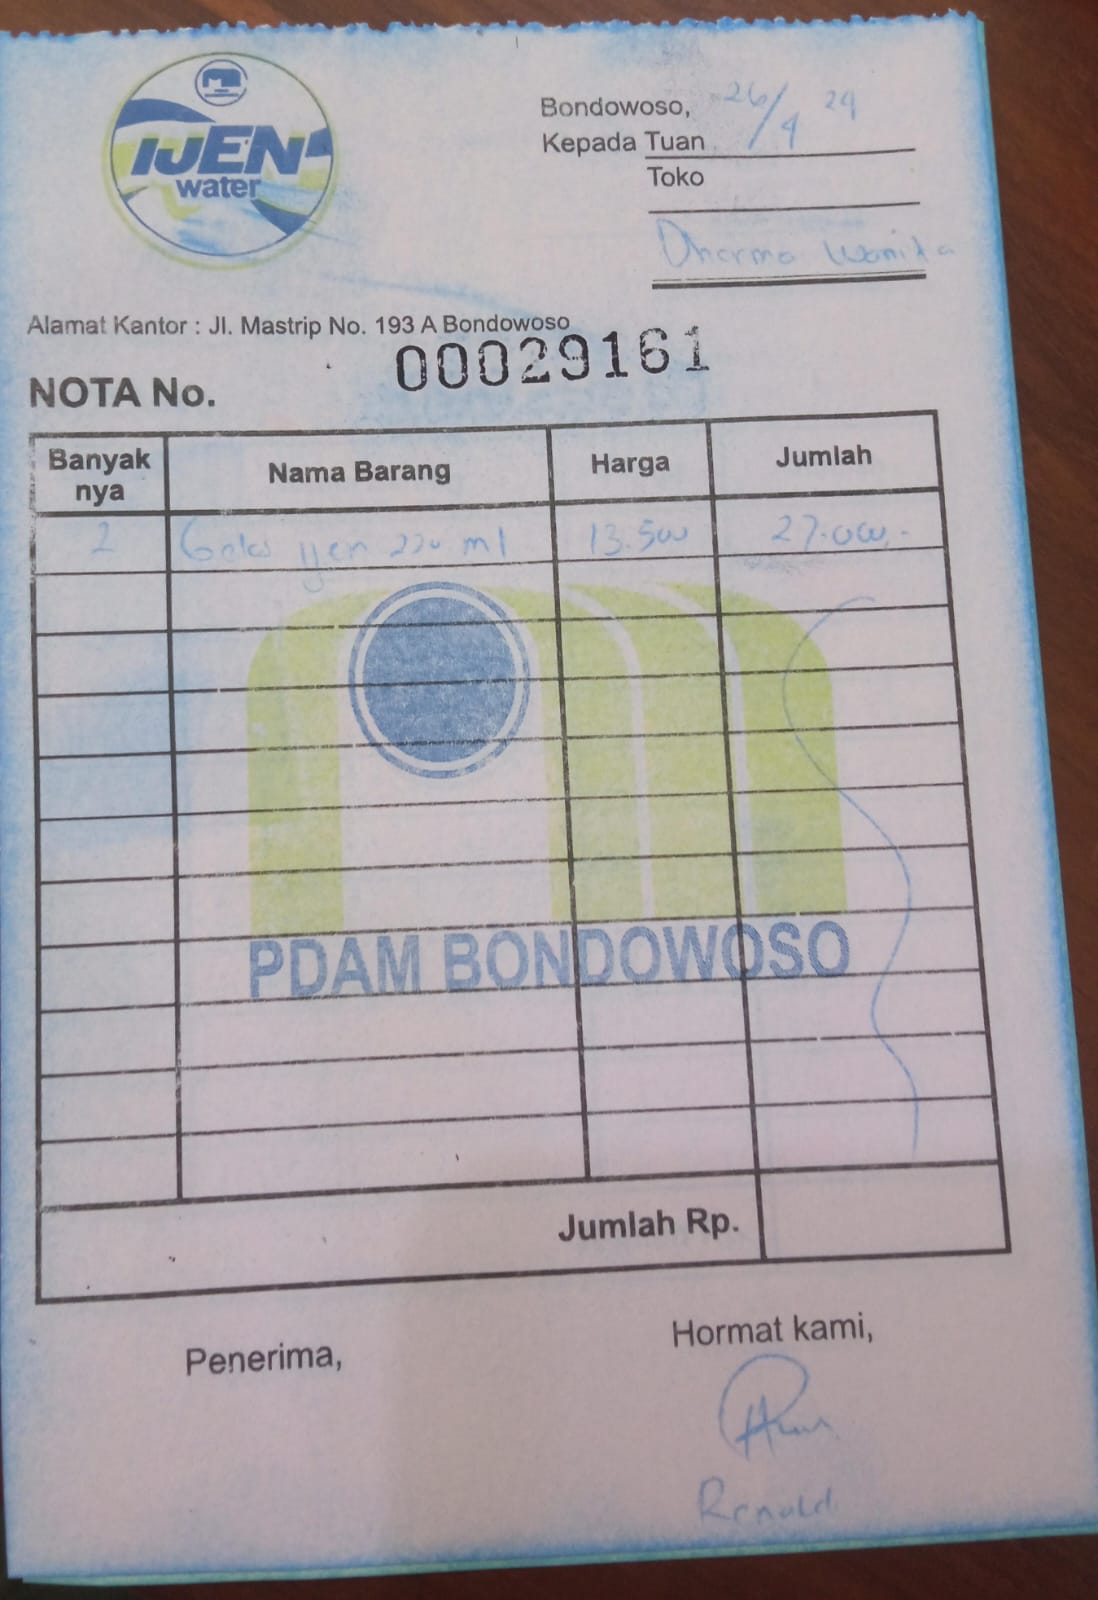 IJEN
water
Bondowoso, 26/4 24
Kepada Tuan
Toko
Dharma Wanita
Alamat Kantor : Jl. Mastrip No. 193 A Bondowoso
NOTA No. 00029161
Banyak nya Nama Barang Harga Jumlah
2 Gelas ijen 220 ml 13.500 27.000,-
PDAM BONDOWOSO
Jumlah Rp.
Penerima, Hormat kami,
Renald